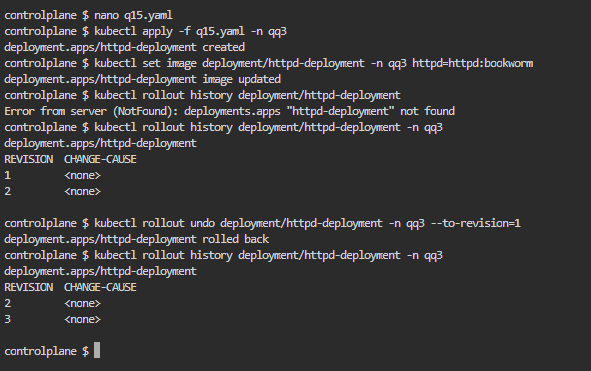 controlplane $ nano q15.yaml
controlplane $ kubectl apply -f q15.yaml -n qq3
deployment.apps/httpd-deployment created
controlplane $ kubectl set image deployment/httpd-deployment -n qq3 httpd=httpd:bookworm
deployment.apps/httpd-deployment image updated
controlplane $ kubectl rollout history deployment/httpd-deployment
Error from server (NotFound): deployments.apps "httpd-deployment" not found
controlplane $ kubectl rollout history deployment/httpd-deployment -n qq3
deployment.apps/httpd-deployment
REVISION  CHANGE-CAUSE
1         <none>
2         <none>

controlplane $ kubectl rollout undo deployment/httpd-deployment -n qq3 --to-revision=1
deployment.apps/httpd-deployment rolled back
controlplane $ kubectl rollout history deployment/httpd-deployment -n qq3
deployment.apps/httpd-deployment
REVISION  CHANGE-CAUSE
2         <none>
3         <none>

controlplane $